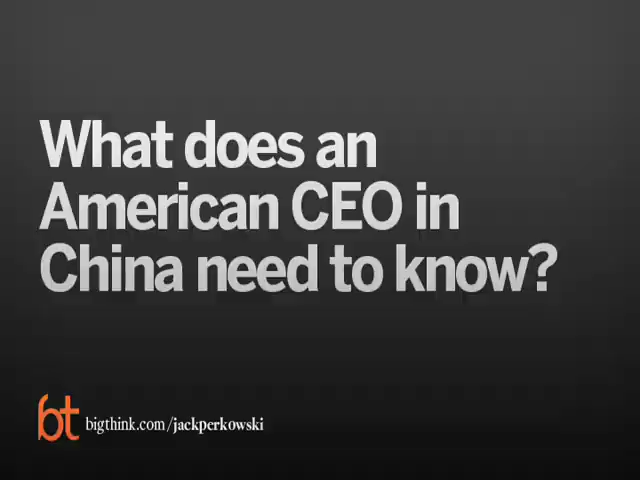 What does an
American CEO in
China need to know?
bt bigthink.com/jackperkowski